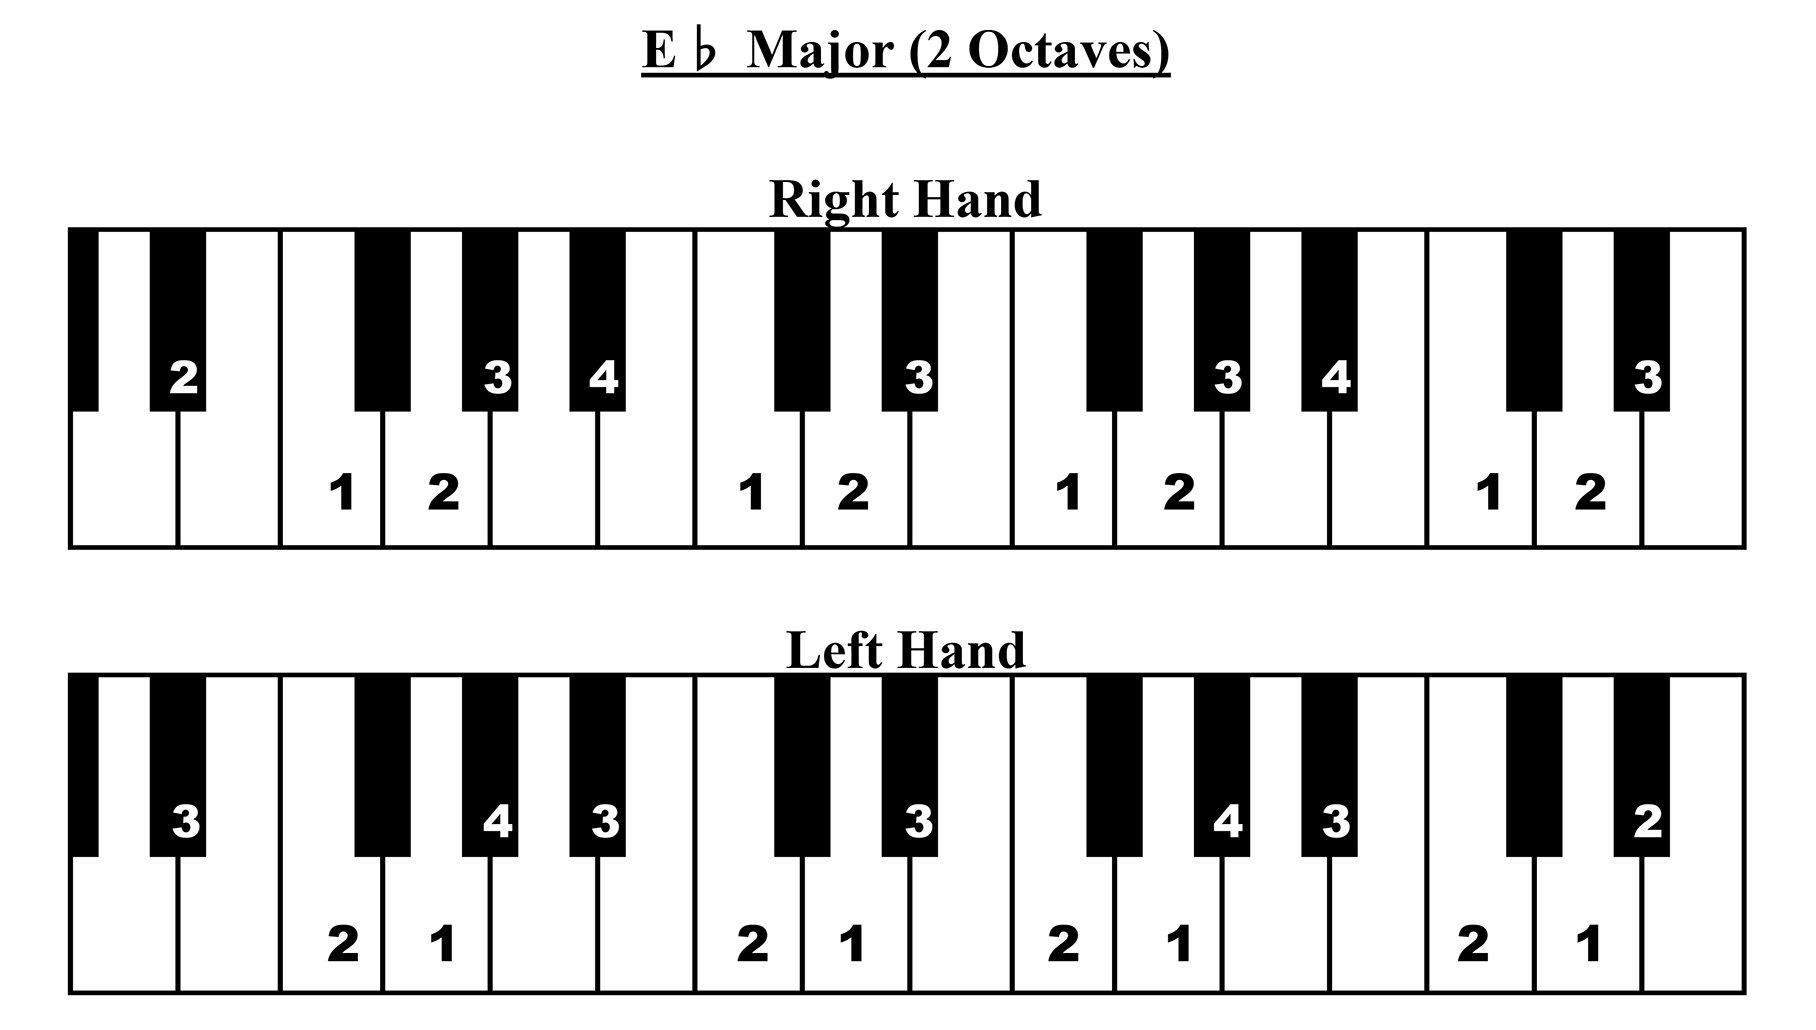 E♭ Major (2 Octaves)
Right Hand
2 3 4 3 3 4 3
1 2 1 2 1 2 1 2
Left Hand
3 4 3 3 4 3 2
2 1 2 1 2 1 2 1